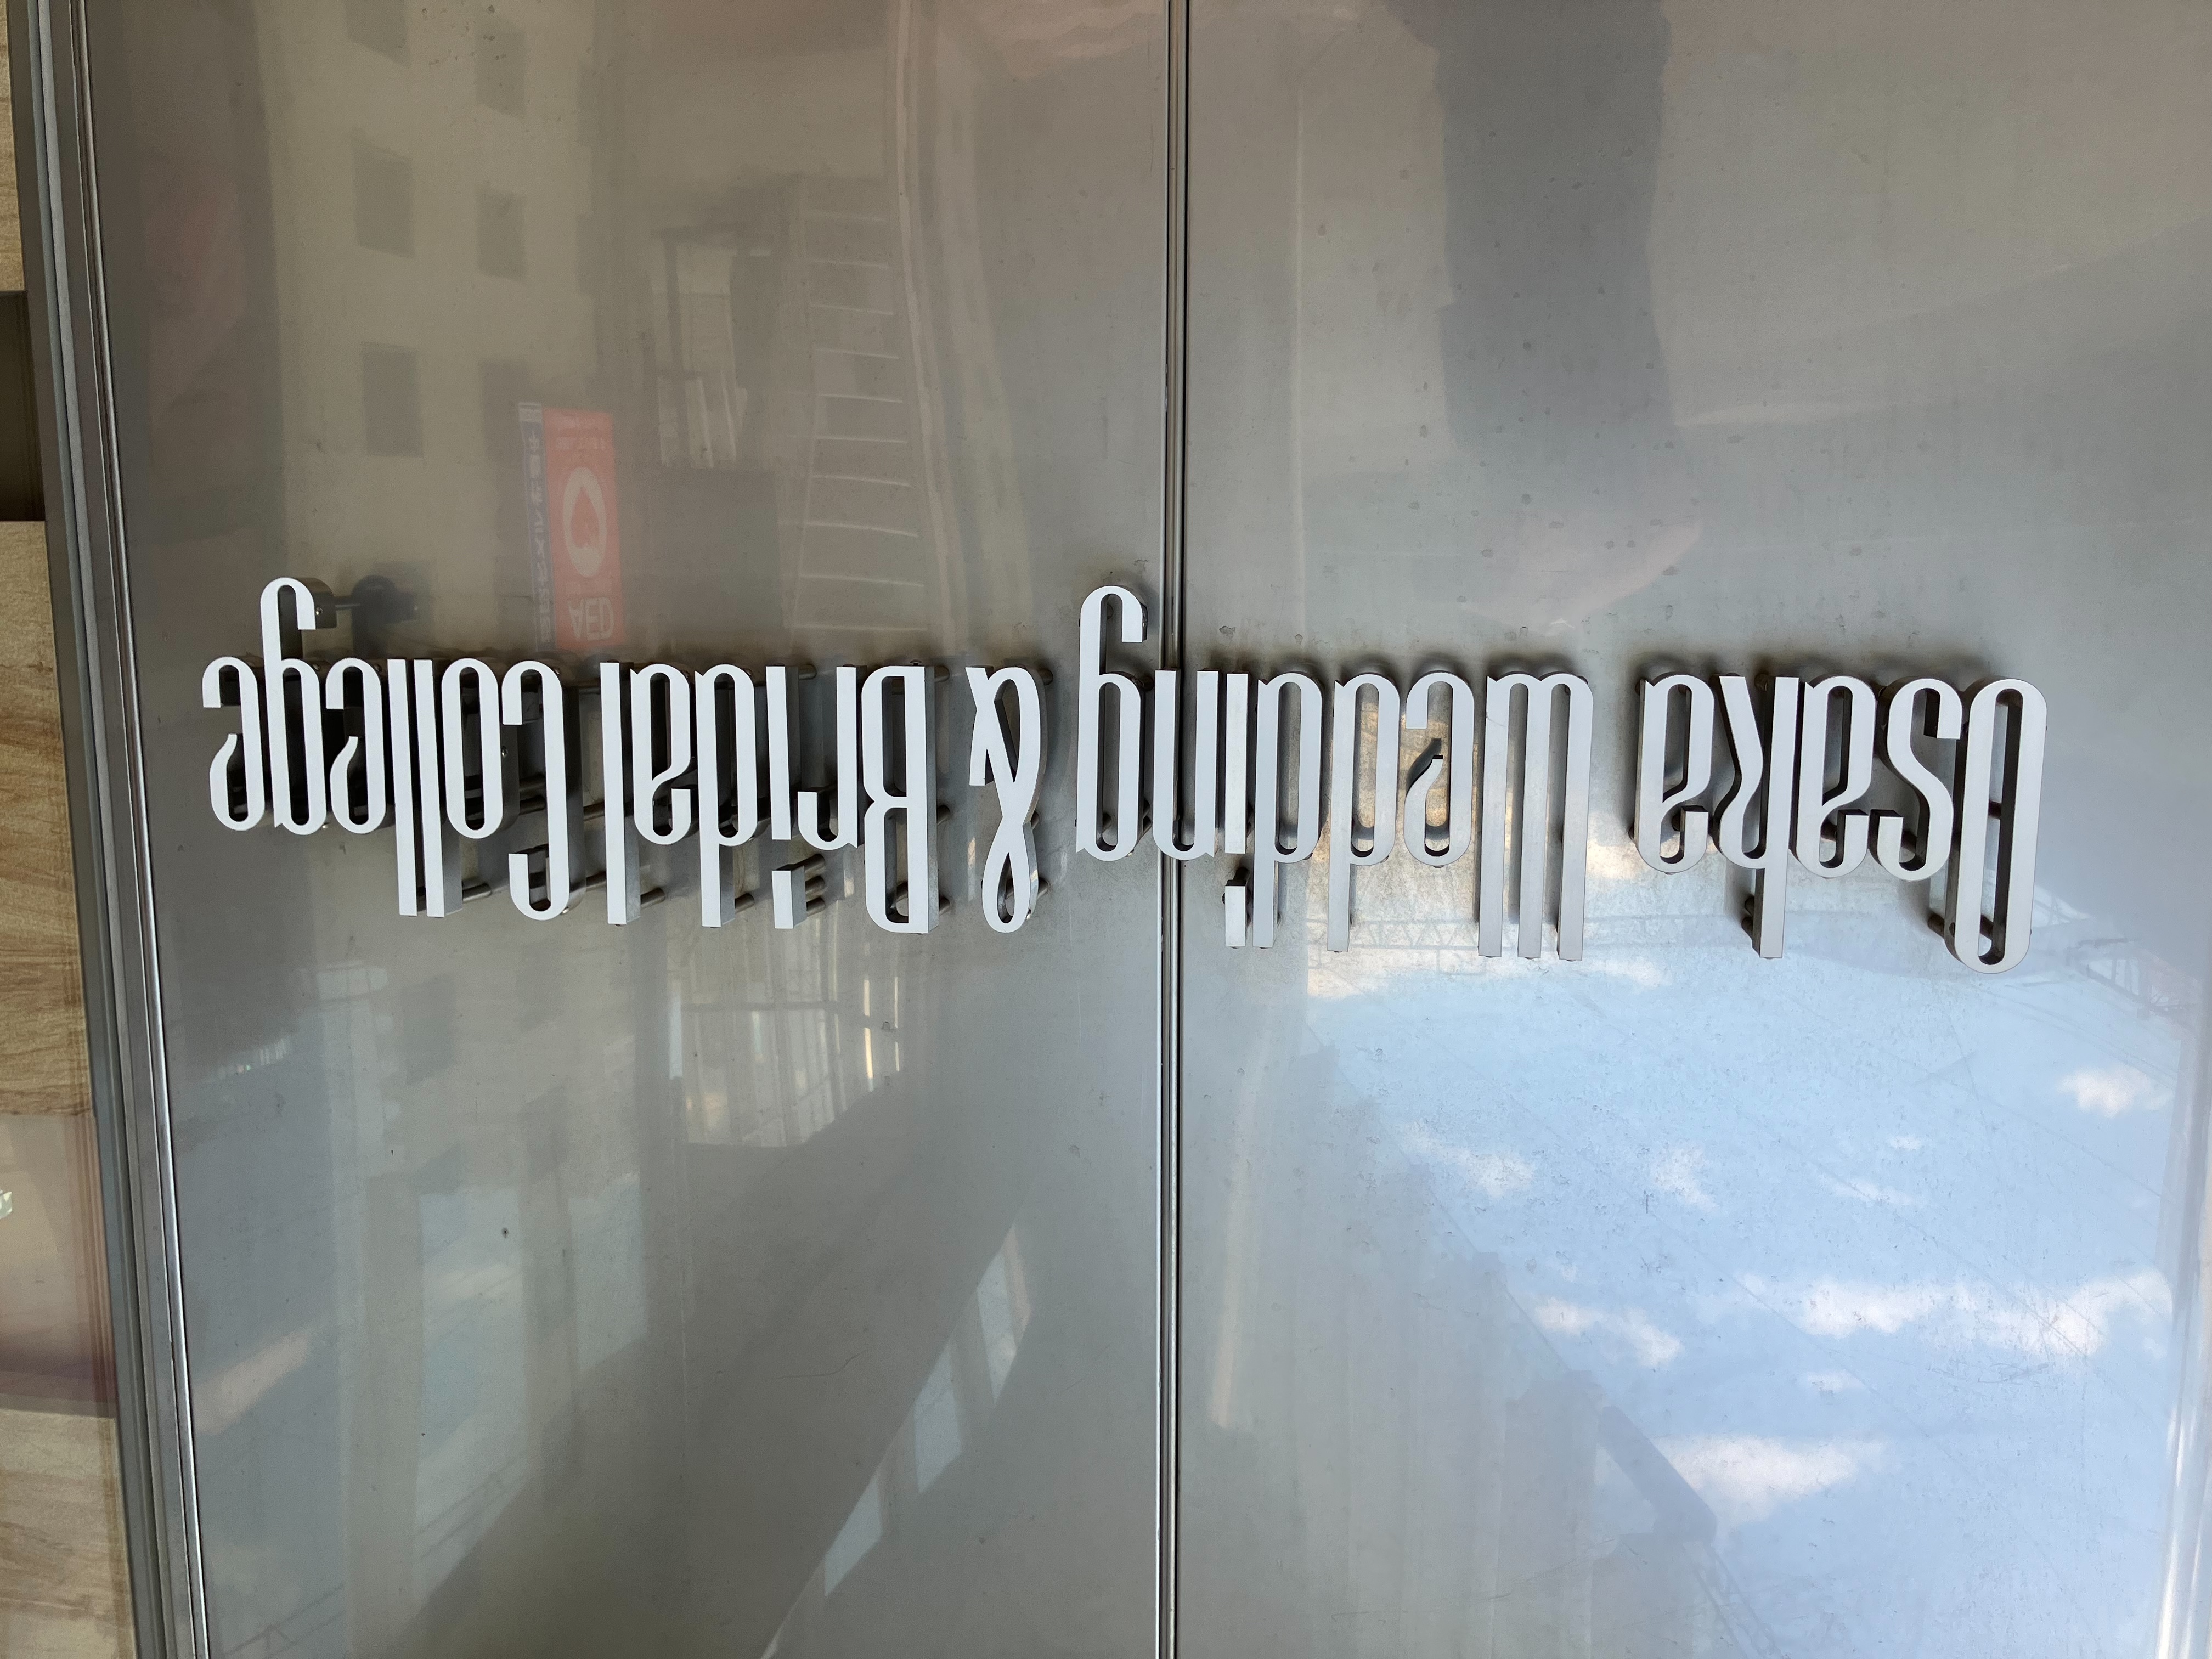 Osaka Wedding & Bridal College
AED